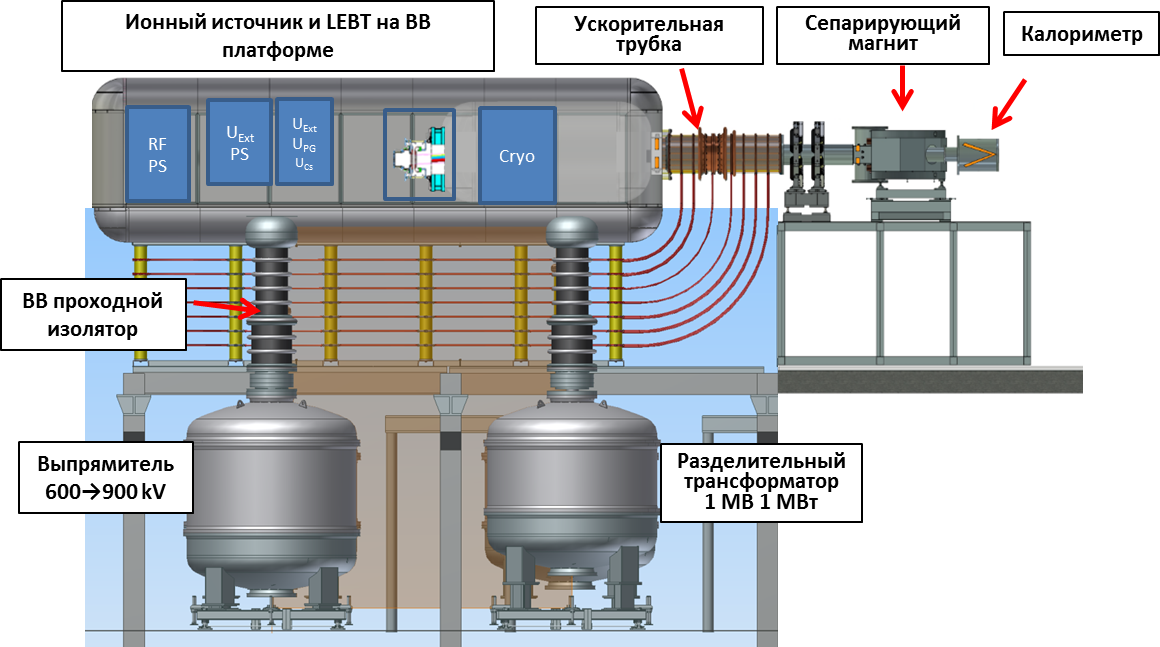 Ионный источник и LEBT на ВВ
платформе
Ускорительная
трубка
Сепарирующий
магнит
Калориметр
RF
PS
UExt
PS
UExt
UPG
UCs
Cryo
ВВ проходной
изолятор
Выпрямитель
600→900 kV
Разделительный
трансформатор
1 МВ 1 МВт